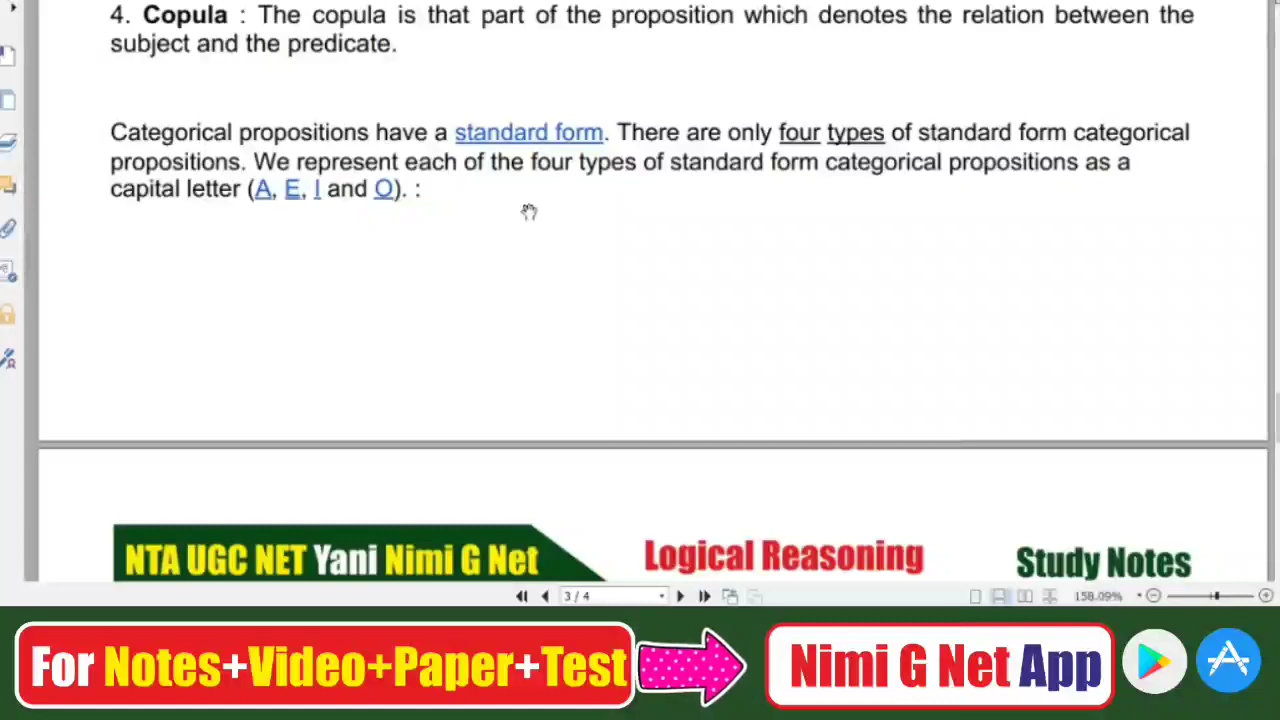 4. Copula : The copula is that part of the proposition which denotes the relation between the
subject and the predicate.
Categorical propositions have a standard form. There are only four types of standard form categorical
propositions. We represent each of the four types of standard form categorical propositions as a
capital letter (A, E, I and O). :
NTA UGC NET Yani Nimi G Net
Logical Reasoning
Study Notes
3 / 4
158.09%
For Notes+Video+Paper+Test
Nimi G Net App